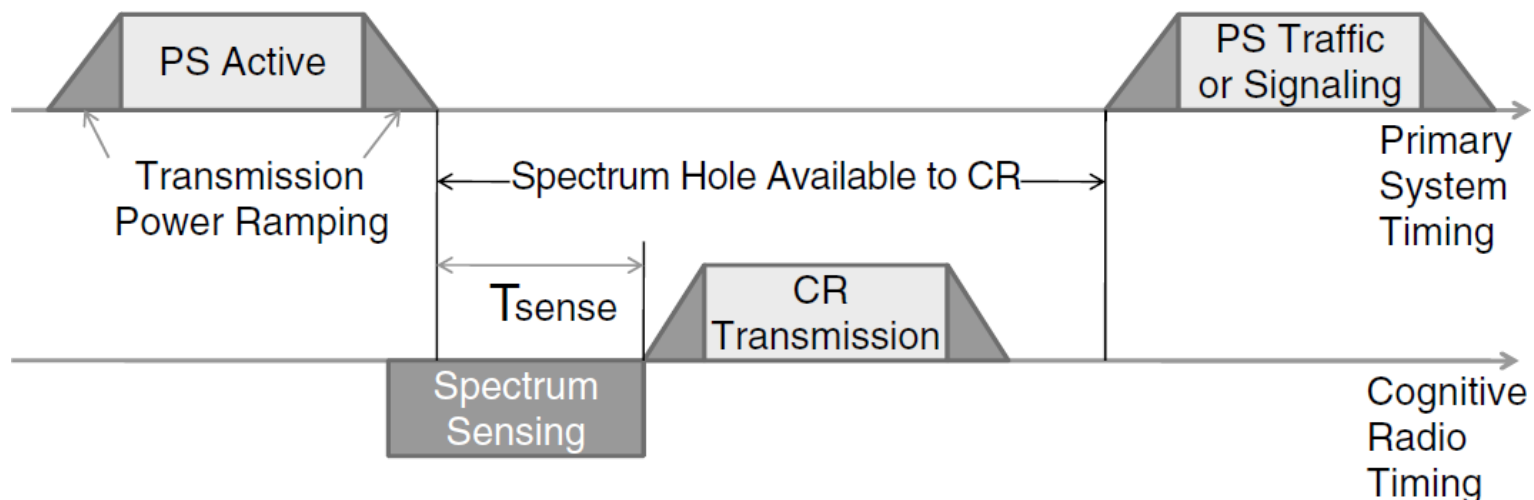 PS Active
PS Traffic
or Signaling
Transmission
Power Ramping
Spectrum Hole Available to CR
Primary
System
Timing
Tsense
CR
Transmission
Spectrum
Sensing
Cognitive
Radio
Timing